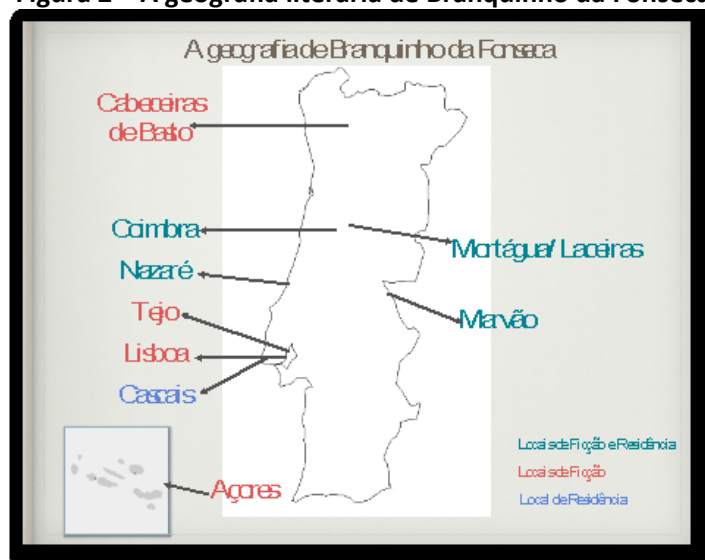 Figura 2 – A geografia literária de Branquinho da Fonseca
A geografia de Branquinho da Fonseca
Cabeceiras
de Basto
Coimbra
Mortágua/ Laceiras
Nazaré
Marvão
Tejo
Lisboa
Cascais
Açores
Locais de Ficção e Residência
Locais de Ficção
Local de Residência